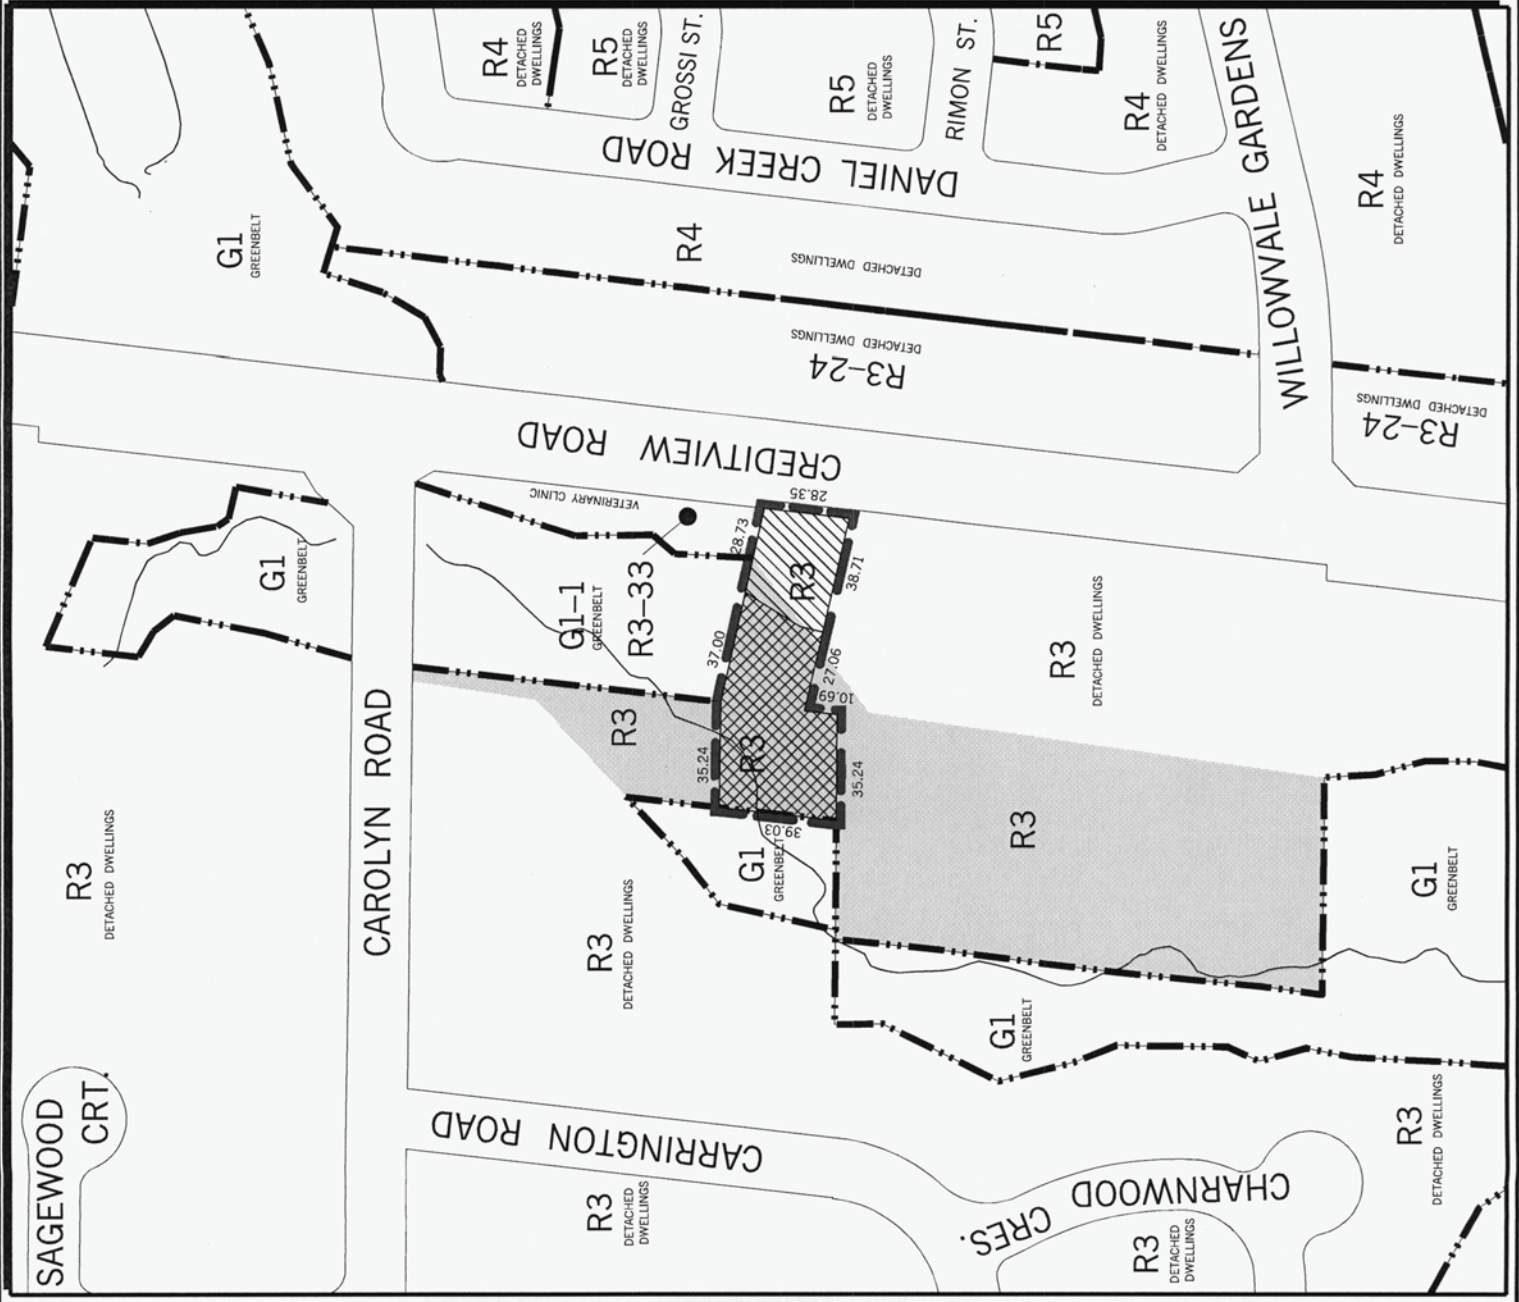 R4
DETACHED
DWELLINGS
R5
DETACHED
DWELLINGS
GROSSI ST.
R5
DETACHED
DWELLINGS
RIMON ST.
R5
R4
DETACHED DWELLINGS
WILLOWVALE GARDENS
DANIEL CREEK ROAD
R4
DETACHED DWELLINGS
G1
GREENBELT
R4
DETACHED DWELLINGS
DETACHED DWELLINGS
R3-24
DETACHED DWELLINGS
R3-24
CREDITVIEW ROAD
VETERINARY CLINIC
28.35
28.73
R3
38.71
G1
GREENBELT
G1-1
GREENBELT
R3-33
37.00
27.06
10.69
R3
DETACHED DWELLINGS
R3
35.24
R3
35.24
39.03
R3
DETACHED DWELLINGS
CAROLYN ROAD
G1
GREENBELT
R3
G1
GREENBELT
R3
DETACHED DWELLINGS
G1
GREENBELT
SAGEWOOD
CRT.
CARRINGTON ROAD
R3
DETACHED DWELLINGS
R3
DETACHED
DWELLINGS
CHARNWOOD
CRES.
R3
DETACHED
DWELLINGS